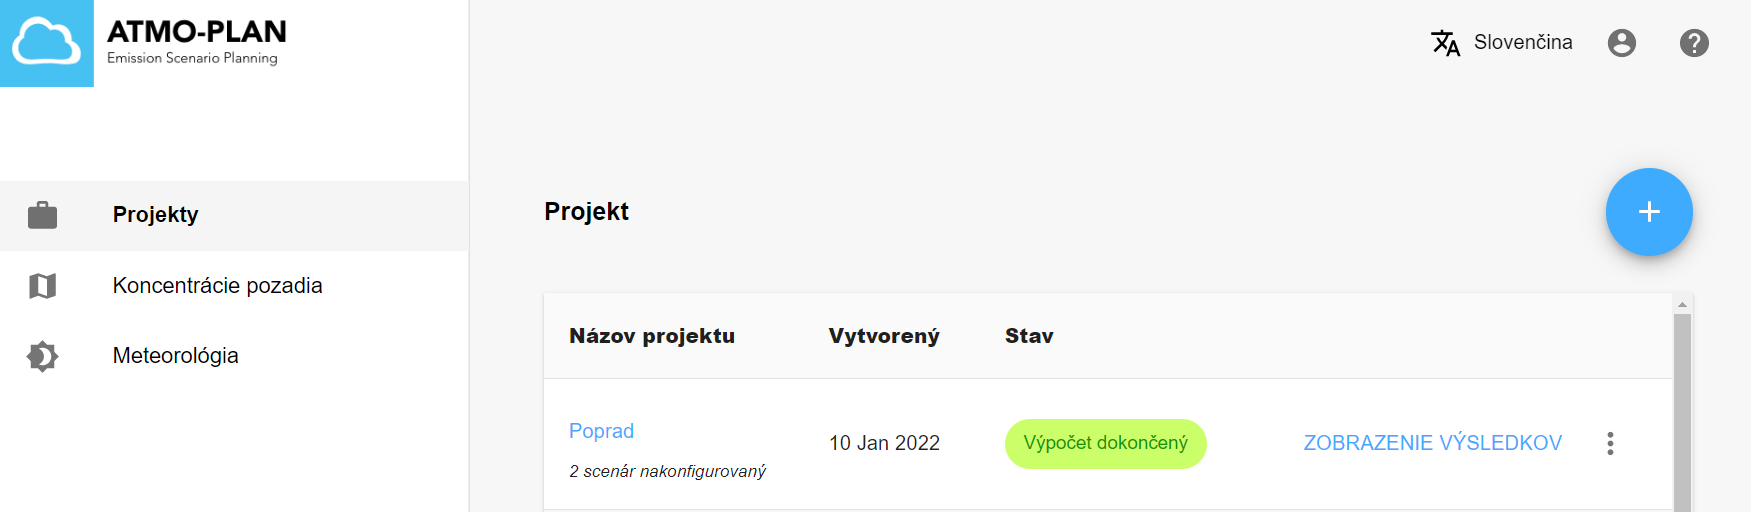 ATMO-PLAN
Emission Scenario Planning
Slovenčina
Projekty
Koncentrácie pozadia
Meteorológia
Projekt
Názov projektu Vytvorený Stav
Poprad
2 scenár nakonfigurovaný
10 Jan 2022
Výpočet dokončený
ZOBRAZENIE VÝSLEDKOV